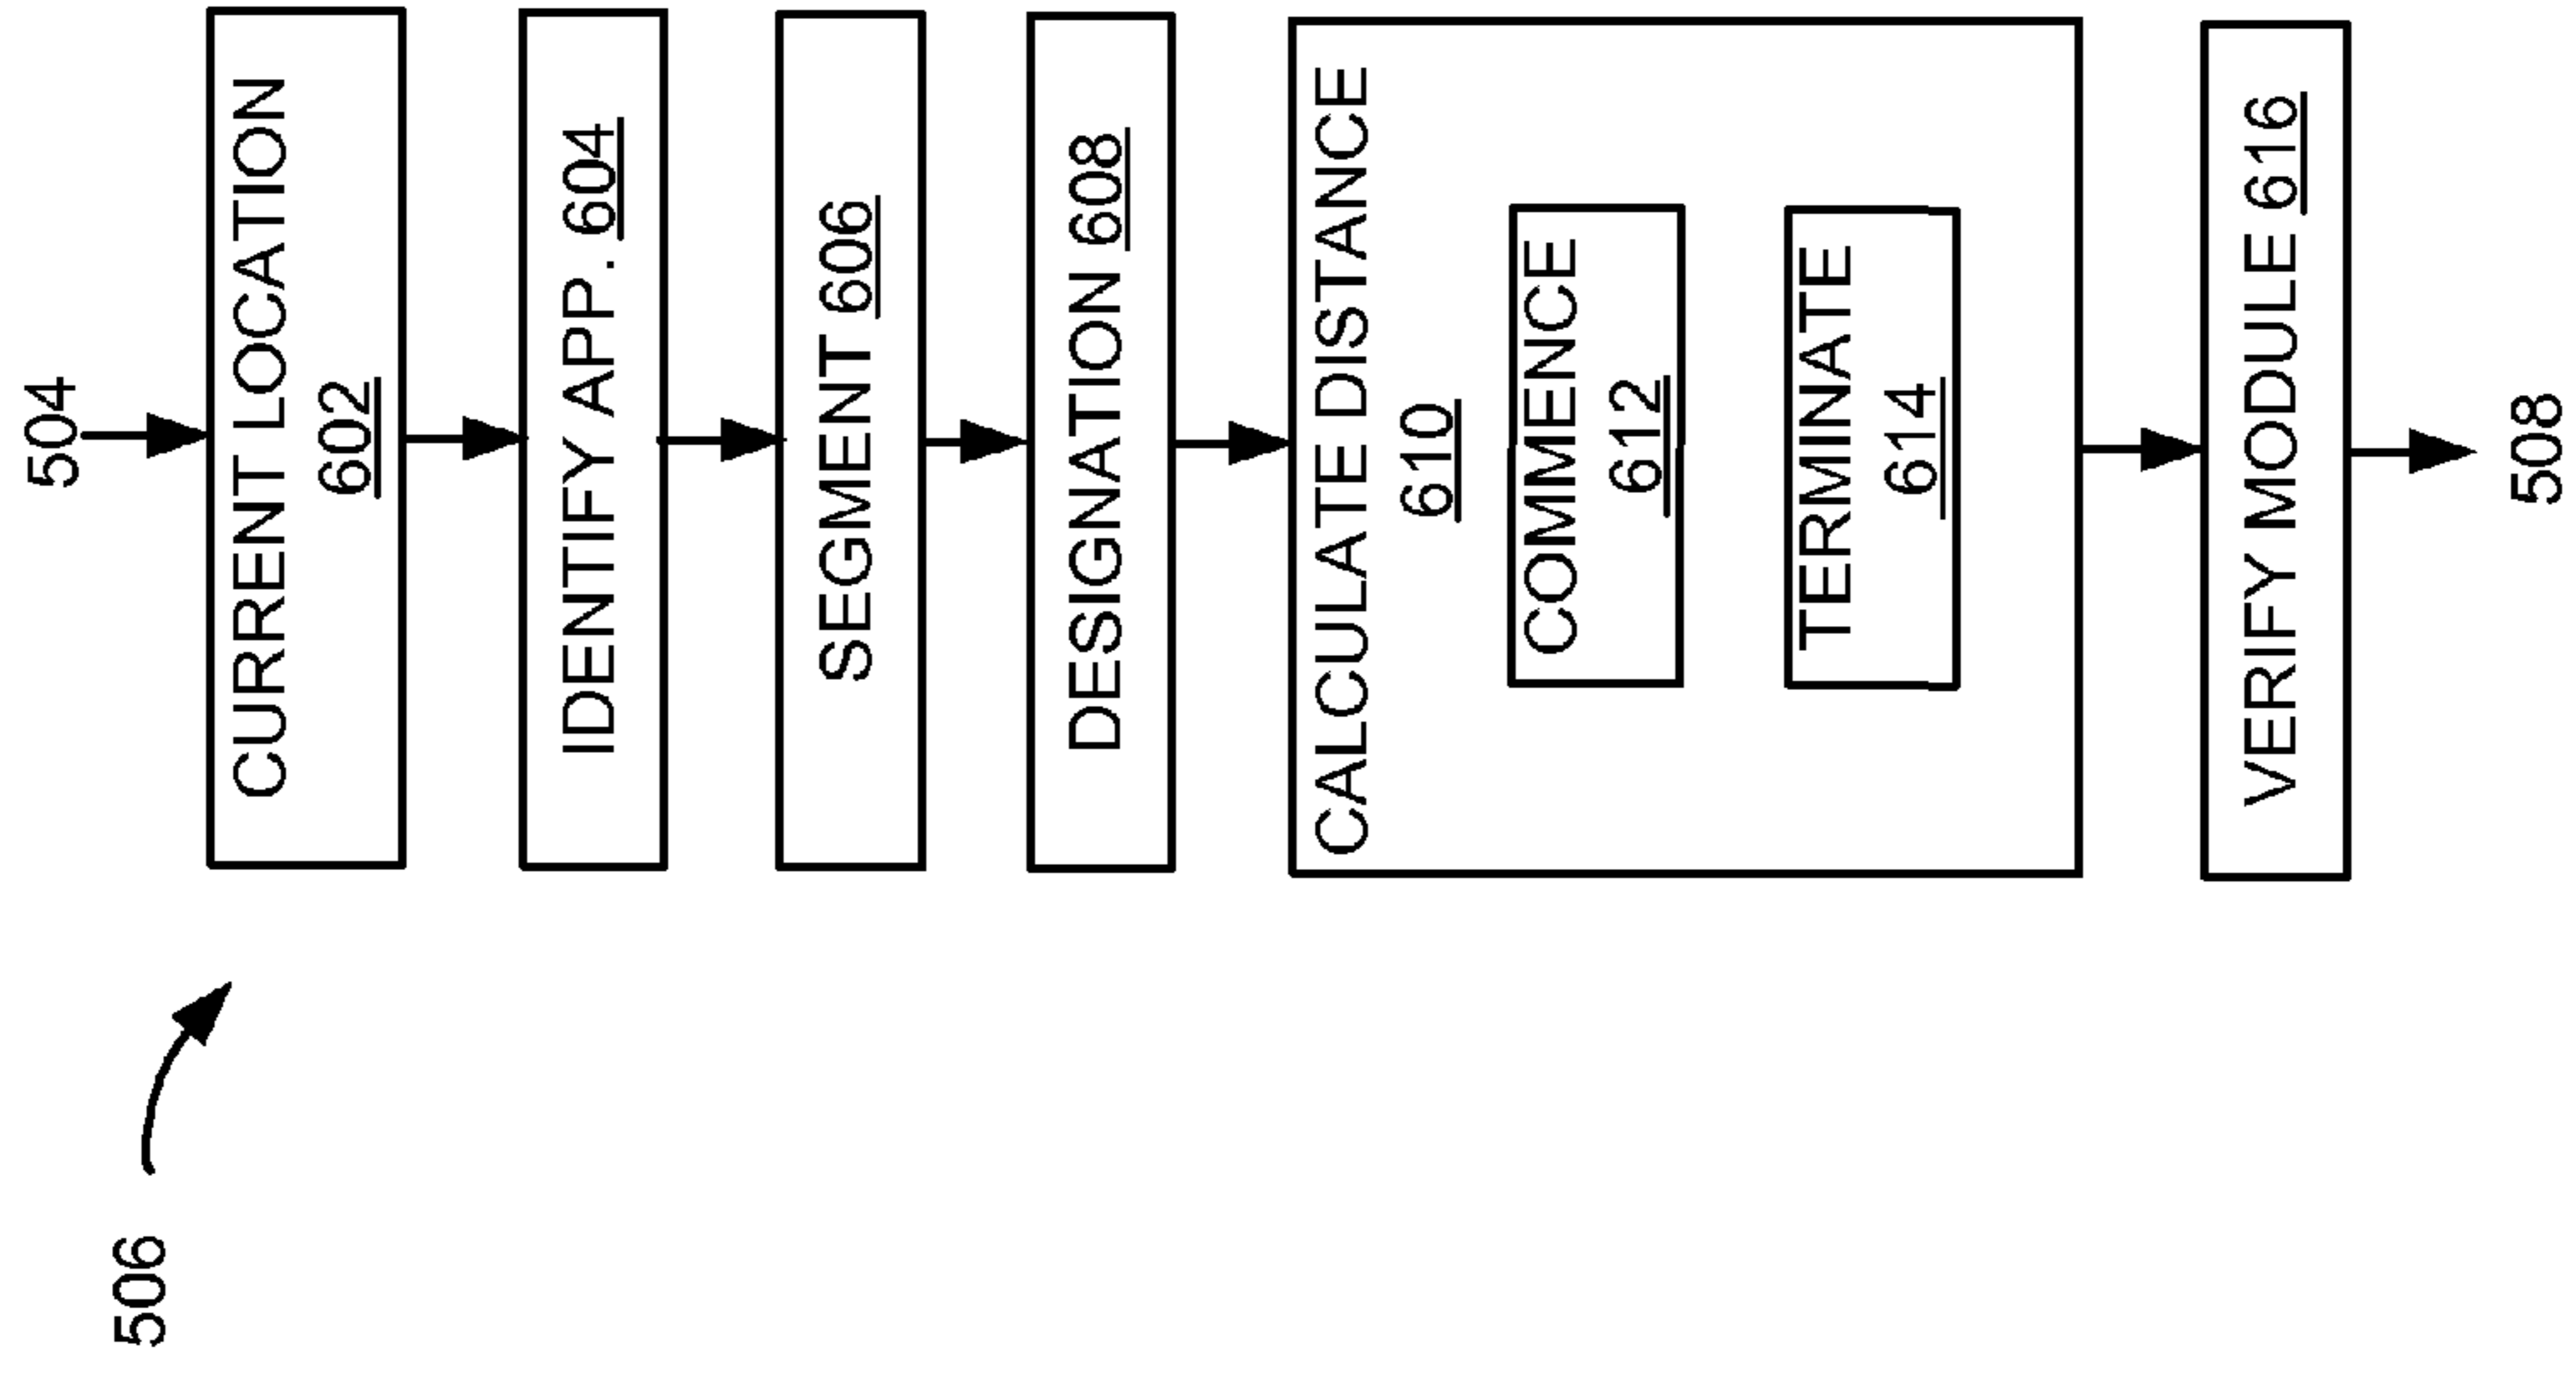 504
CURRENT LOCATION
602
IDENTIFY APP. 604
SEGMENT 606
DESIGNATION 608
CALCULATE DISTANCE
610
COMMENCE
612
TERMINATE
614
VERIFY MODULE 616
508
506